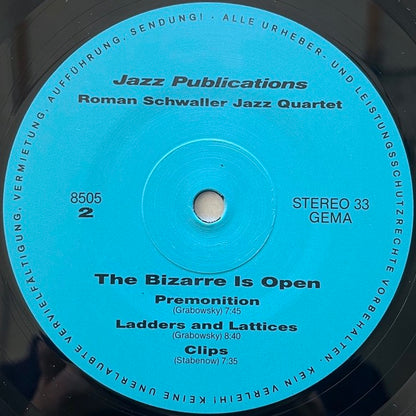 ALLE URHEBER- UND LEISTUNGSSCHUTZRECHTE VORBEHALTEN. KEIN VERLEIH! KEINE UNERLAUBTE VERVIELFÄLTIGUNG, VERMIETUNG, AUFFÜHRUNG, SENDUNG!
Jazz Publications
Roman Schwaller Jazz Quartet
8505
2
STEREO 33
GEMA
The Bizarre Is Open
Premonition
(Grabowsky) 7:45
Ladders and Lattices
(Grabowsky) 8:40
Clips
(Stabenow) 7:35